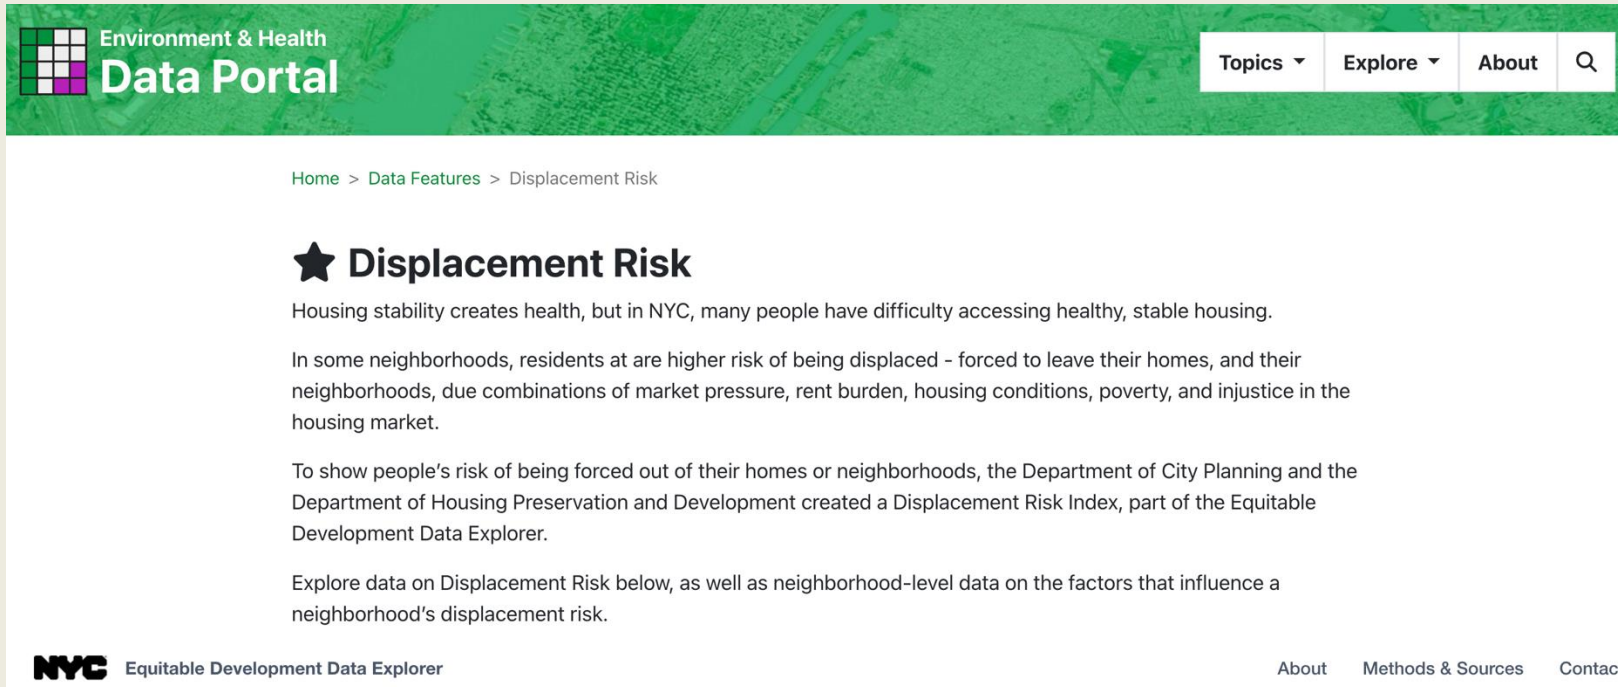 Environment & Health
Data Portal
Topics
Explore
About
Home > Data Features > Displacement Risk
Displacement Risk
Housing stability creates health, but in NYC, many people have difficulty accessing healthy, stable housing.
In some neighborhoods, residents at are higher risk of being displaced - forced to leave their homes, and their
neighborhoods, due combinations of market pressure, rent burden, housing conditions, poverty, and injustice in the
housing market.
To show people’s risk of being forced out of their homes or neighborhoods, the Department of City Planning and the
Department of Housing Preservation and Development created a Displacement Risk Index, part of the Equitable
Development Data Explorer.
Explore data on Displacement Risk below, as well as neighborhood-level data on the factors that influence a
neighborhood’s displacement risk.
NYC Equitable Development Data Explorer
About Methods & Sources Contac